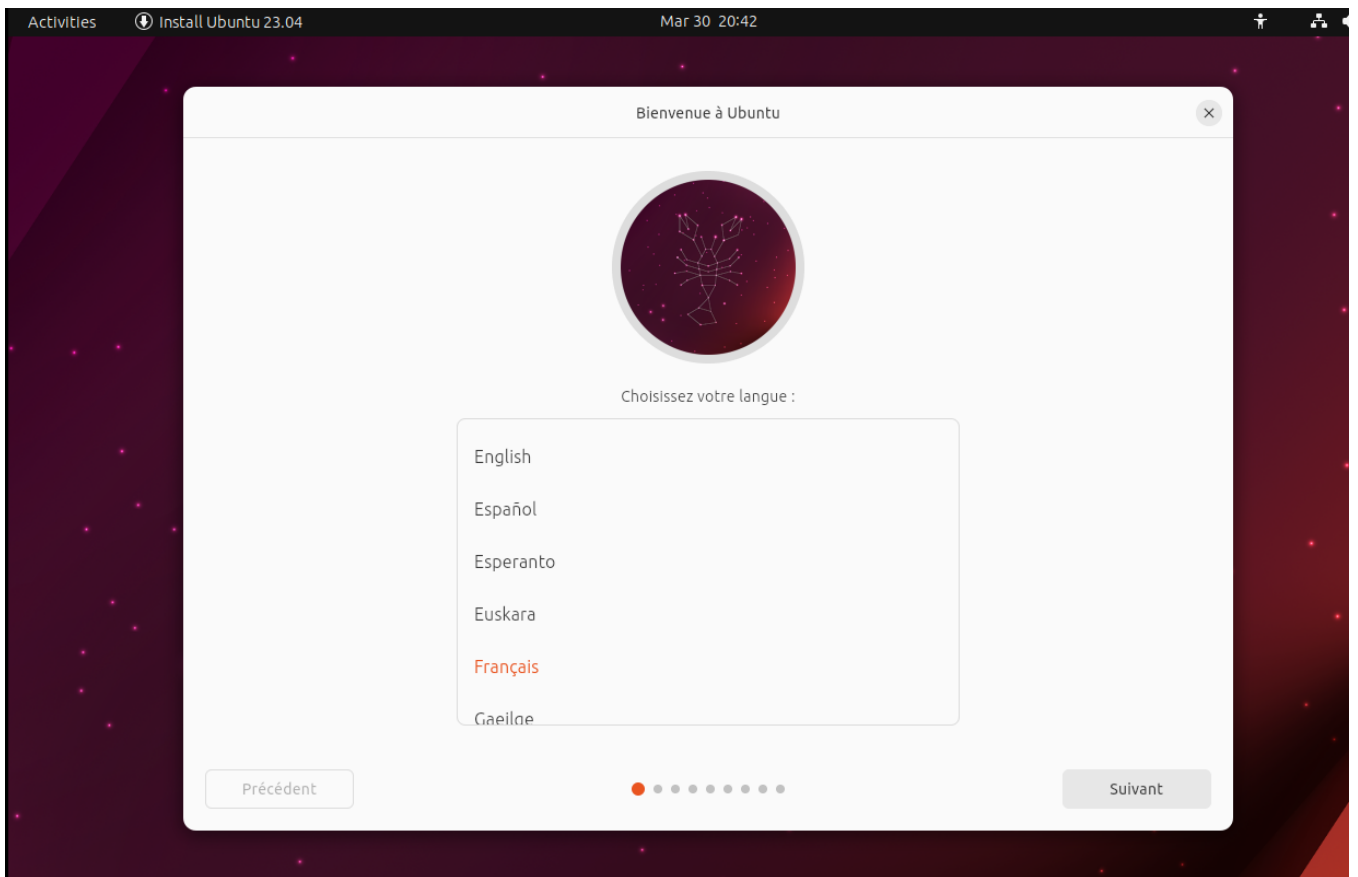 Activities Install Ubuntu 23.04 Mar 30 20:42
Bienvenue à Ubuntu
Choisissez votre langue :
English
Español
Esperanto
Euskara
Français
Gaeilge
Précédent Suivant